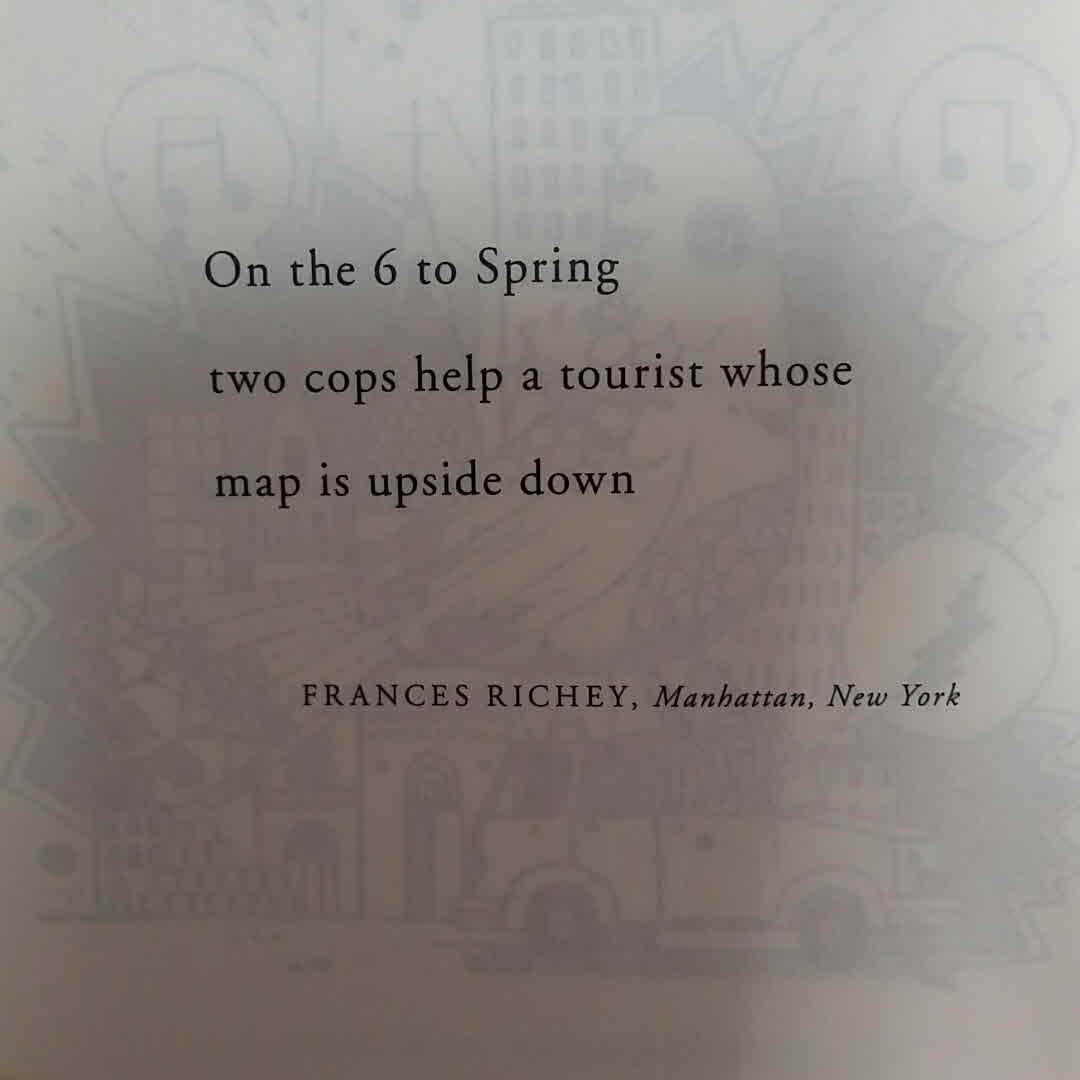 On the 6 to Spring
two cops help a tourist whose
map is upside down
FRANCES RICHEY, Manhattan, New York